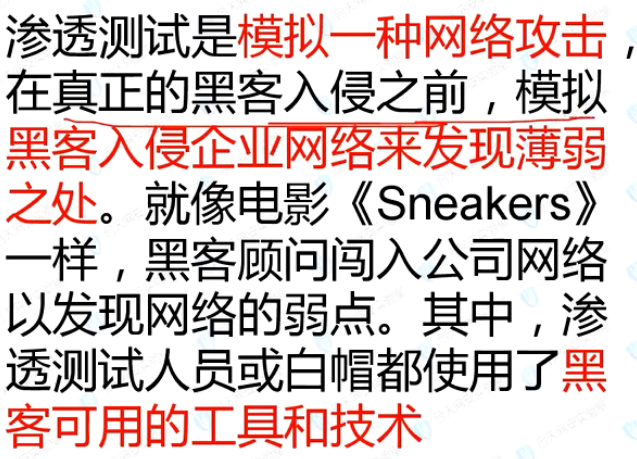 渗透测试是模拟一种网络攻击，
在真正的黑客入侵之前，模拟
黑客入侵企业网络来发现薄弱
之处。就像电影《Sneakers》
一样，黑客顾问闯入公司网络
以发现网络的弱点。其中，渗
透测试人员或白帽都使用了黑
客可用的工具和技术